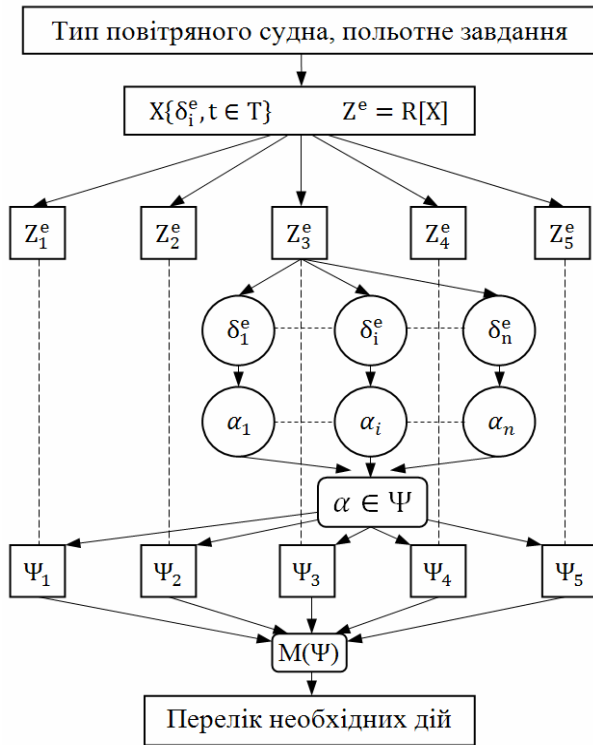 Тип повітряного судна, польотне завдання
X{δᵢᵉ, t ∈ T} Zᵉ = R[X]
Z₁ᵉ Z₂ᵉ Z₃ᵉ Z₄ᵉ Z₅ᵉ
δ₁ᵉ δᵢᵉ δₙᵉ
α₁ αᵢ αₙ
α ∈ Ψ
Ψ₁ Ψ₂ Ψ₃ Ψ₄ Ψ₅
M(Ψ)
Перелік необхідних дій